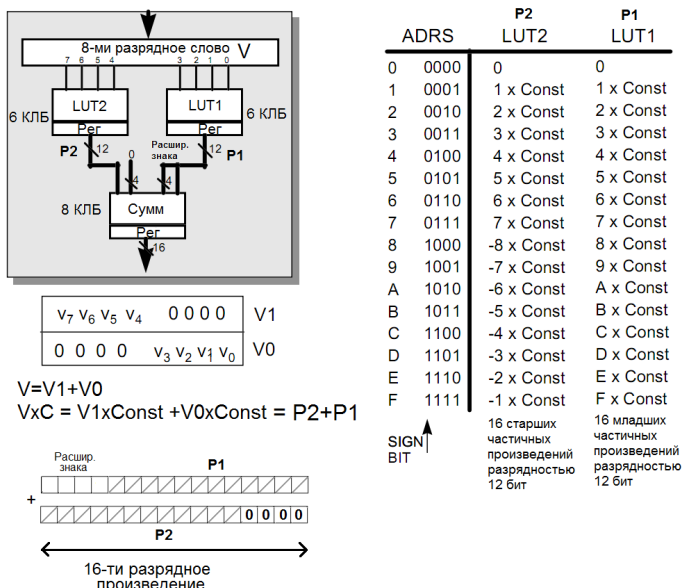 8-ми разрядное слово V
7 6 5 4 3 2 1 0
LUT2 LUT1
6 КЛБ Рег Рег 6 КЛБ
P2 12 0 Расшир. знака 12 P1
4 4
8 КЛБ Сумм
Рег
16
v7 v6 v5 v4 0 0 0 0 V1
0 0 0 0 v3 v2 v1 v0 V0
V=V1+V0
VxC = V1xConst +V0xConst = P2+P1
Расшир.
знака
P1
+
0 0 0 0
P2
16-ти разрядное
произведение
P2 P1
ADRS LUT2 LUT1
0 0000 0 0
1 0001 1 x Const 1 x Const
2 0010 2 x Const 2 x Const
3 0011 3 x Const 3 x Const
4 0100 4 x Const 4 x Const
5 0101 5 x Const 5 x Const
6 0110 6 x Const 6 x Const
7 0111 7 x Const 7 x Const
8 1000 -8 x Const 8 x Const
9 1001 -7 x Const 9 x Const
A 1010 -6 x Const A x Const
B 1011 -5 x Const B x Const
C 1100 -4 x Const C x Const
D 1101 -3 x Const D x Const
E 1110 -2 x Const E x Const
F 1111 -1 x Const F x Const
SIGN
BIT
16 старших
частичных
произведений
разрядностью
12 бит
16 младших
частичных
произведений
разрядностью
12 бит